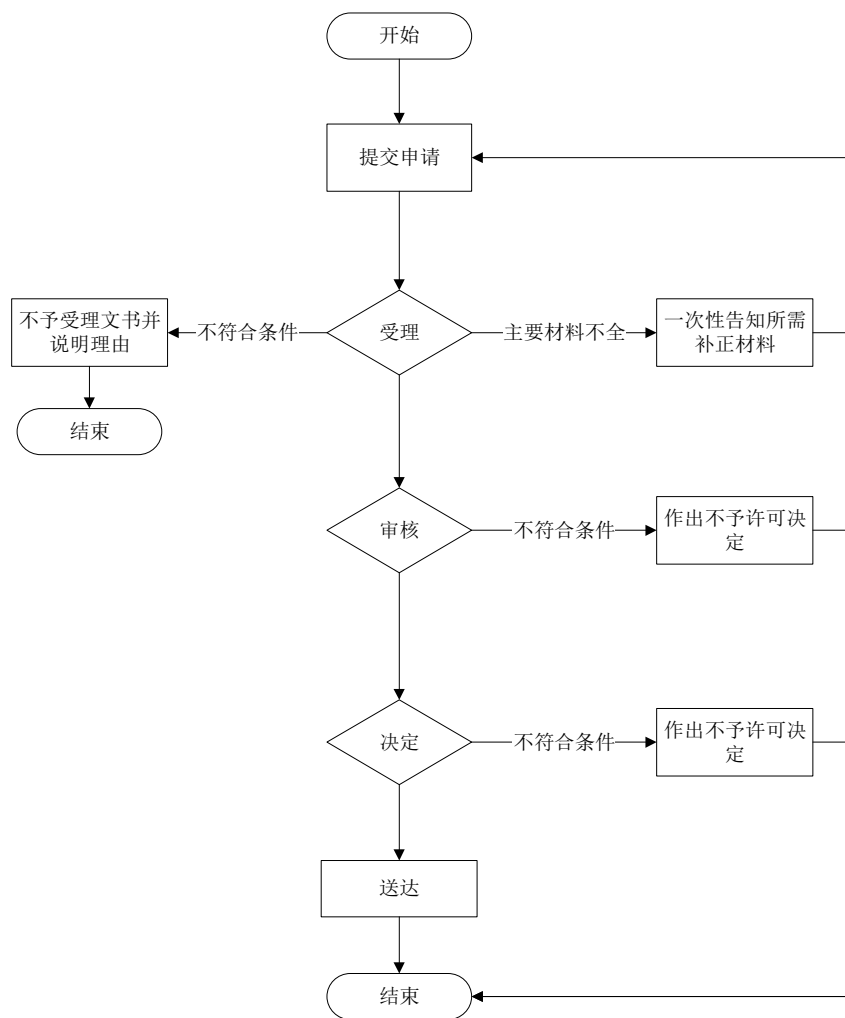 开始
提交申请
不予受理文书并
说明理由
不符合条件
受理
主要材料不全
一次性告知所需
补正材料
结束
审核
不符合条件
作出不予许可决
定
决定
不符合条件
作出不予许可决
定
送达
结束